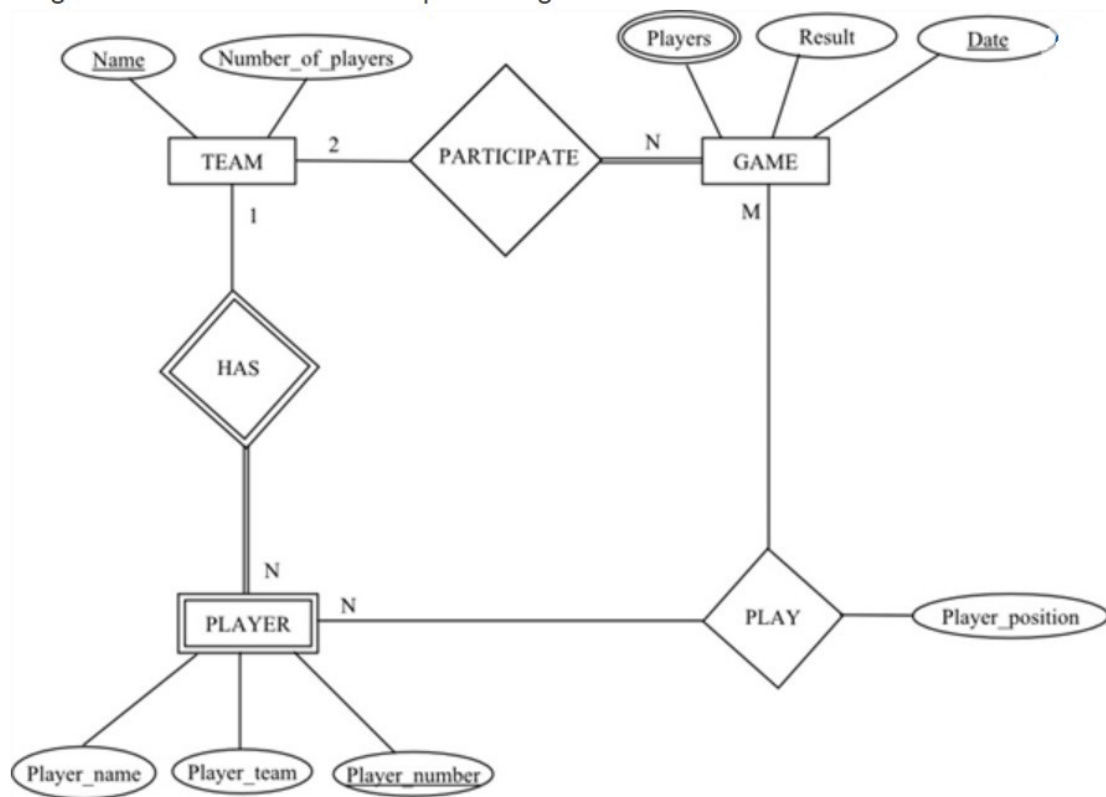 Name
Number_of_players
Players
Result
Date
TEAM
2
PARTICIPATE
N
GAME
1
M
HAS
N
PLAYER
N
PLAY
Player_position
Player_name
Player_team
Player_number